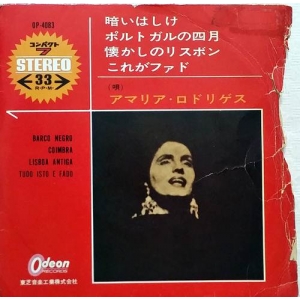 OP-4083
コンパクト
7
STEREO
33
R·P·M·
暗いはしけ
ポルトガルの四月
懐かしのリスボン
これがファド
(唄)
アマリア・ロドリゲス
BARCO NEGRO
COIMBRA
LISBOA ANTIGA
TUDO ISTO E FADO
Odeon
RECORDS
東芝音楽工業株式会社